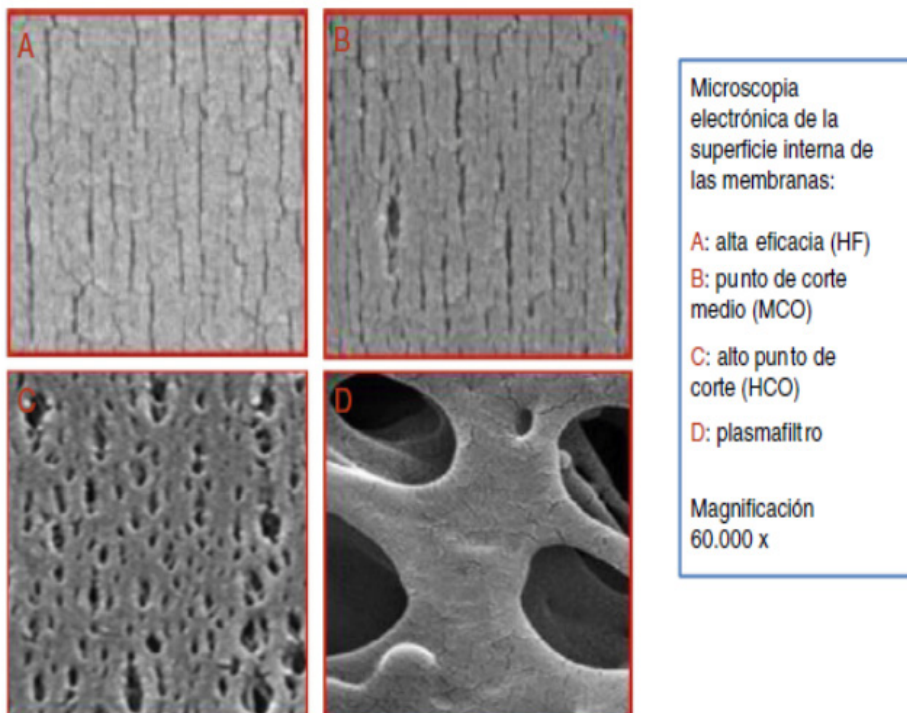 A
B
C
D
Microscopia
electrónica de la
superficie interna de
las membranas:
A: alta eficacia (HF)
B: punto de corte
medio (MCO)
C: alto punto de
corte (HCO)
D: plasmafiltro
Magnificación
60.000 x